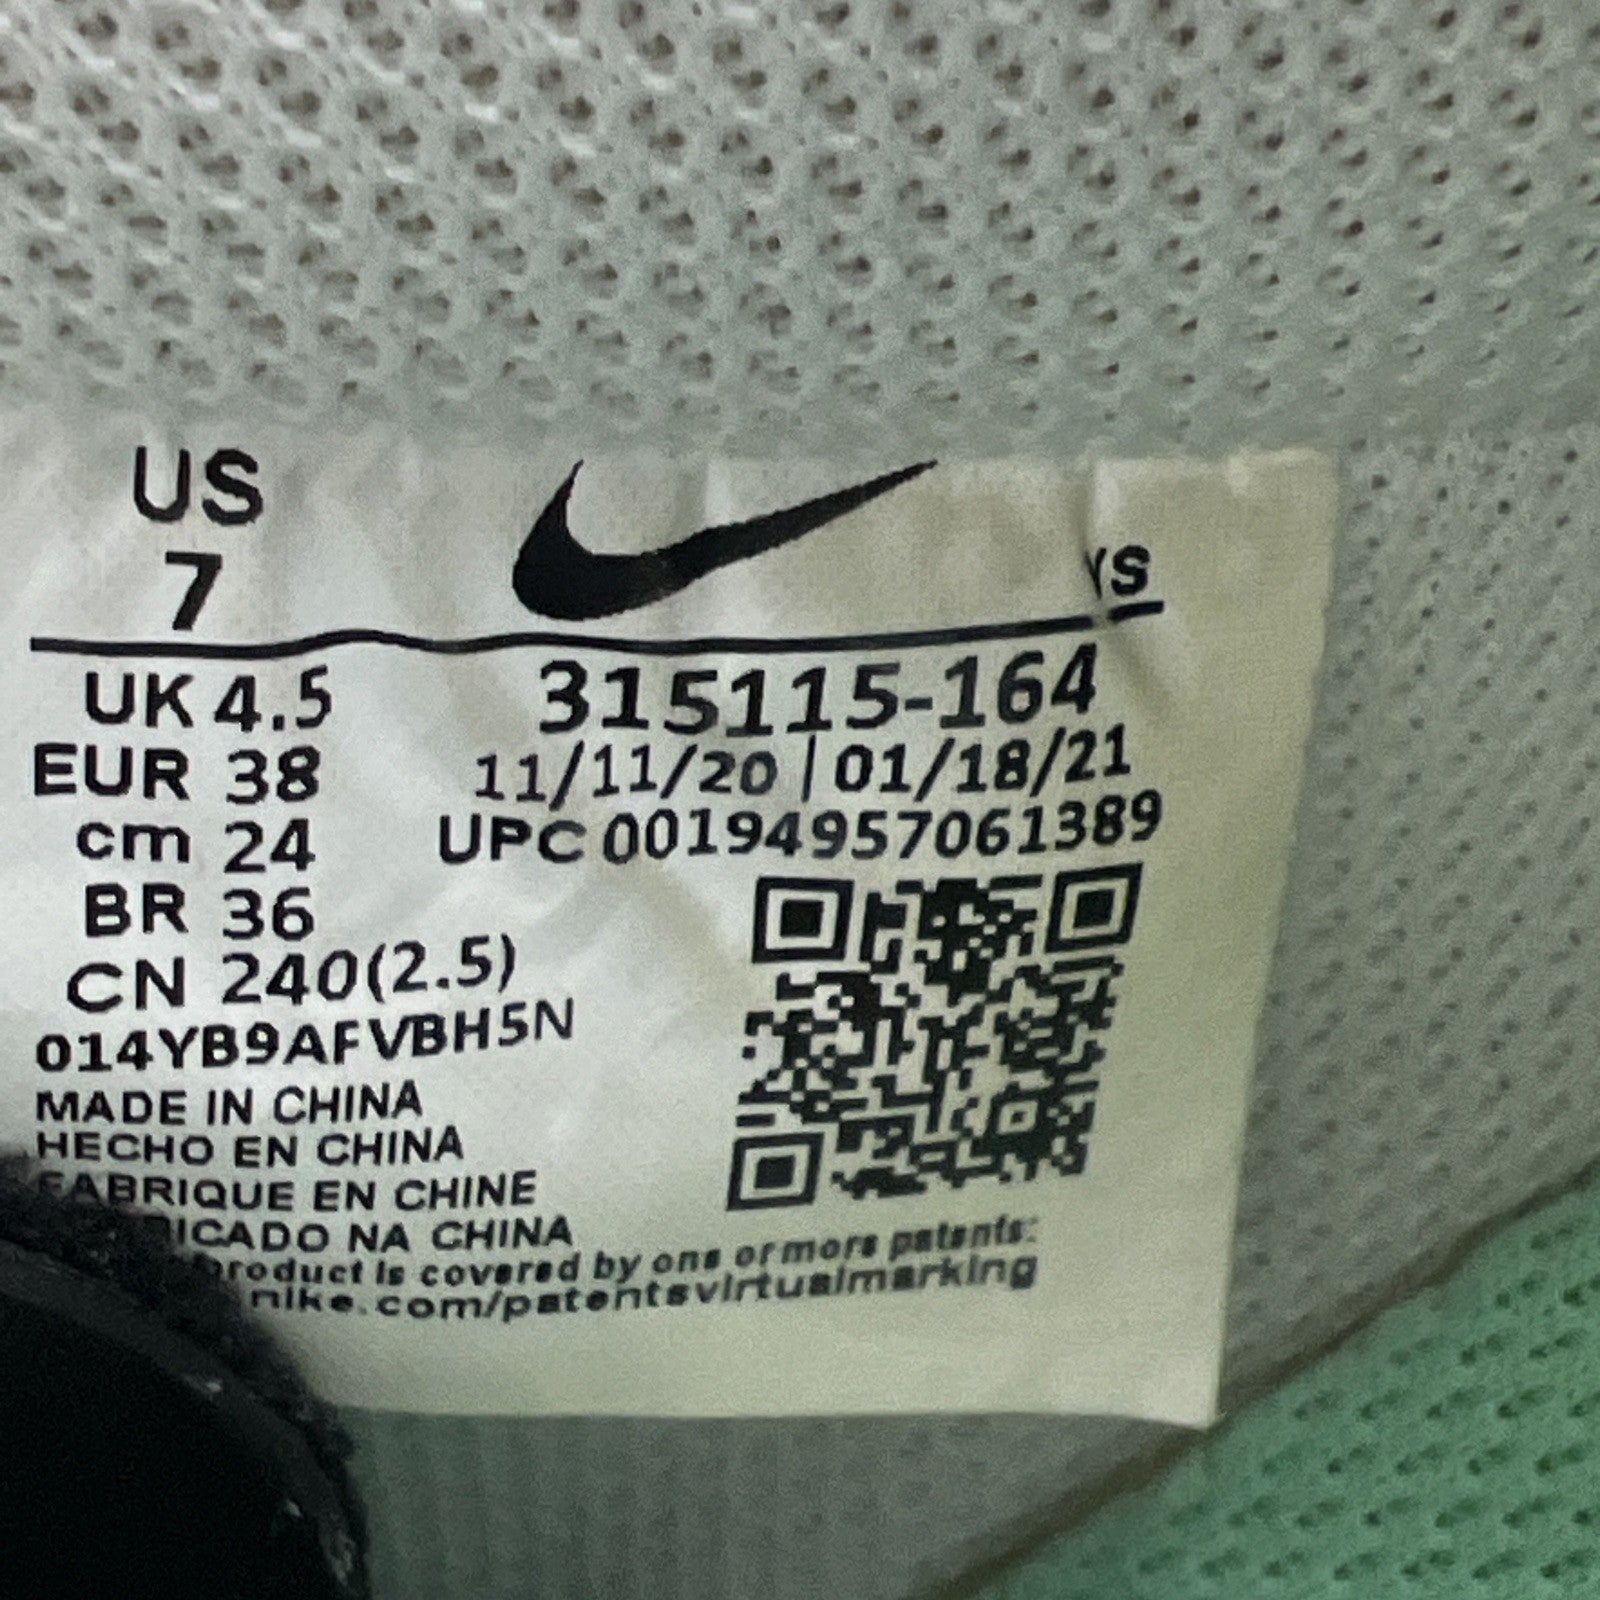 US
7
YS
UK 4.5
315115-164
EUR 38
11/11/20 | 01/18/21
cm 24
UPC 00194957061389
BR 36
CN 240(2.5)
014YB9AFVBH5N
MADE IN CHINA
HECHO EN CHINA
FABRIQUE EN CHINE
RICADO NA CHINA
product is covered by one or more patents:
nike.com/patentsvirtualmarking